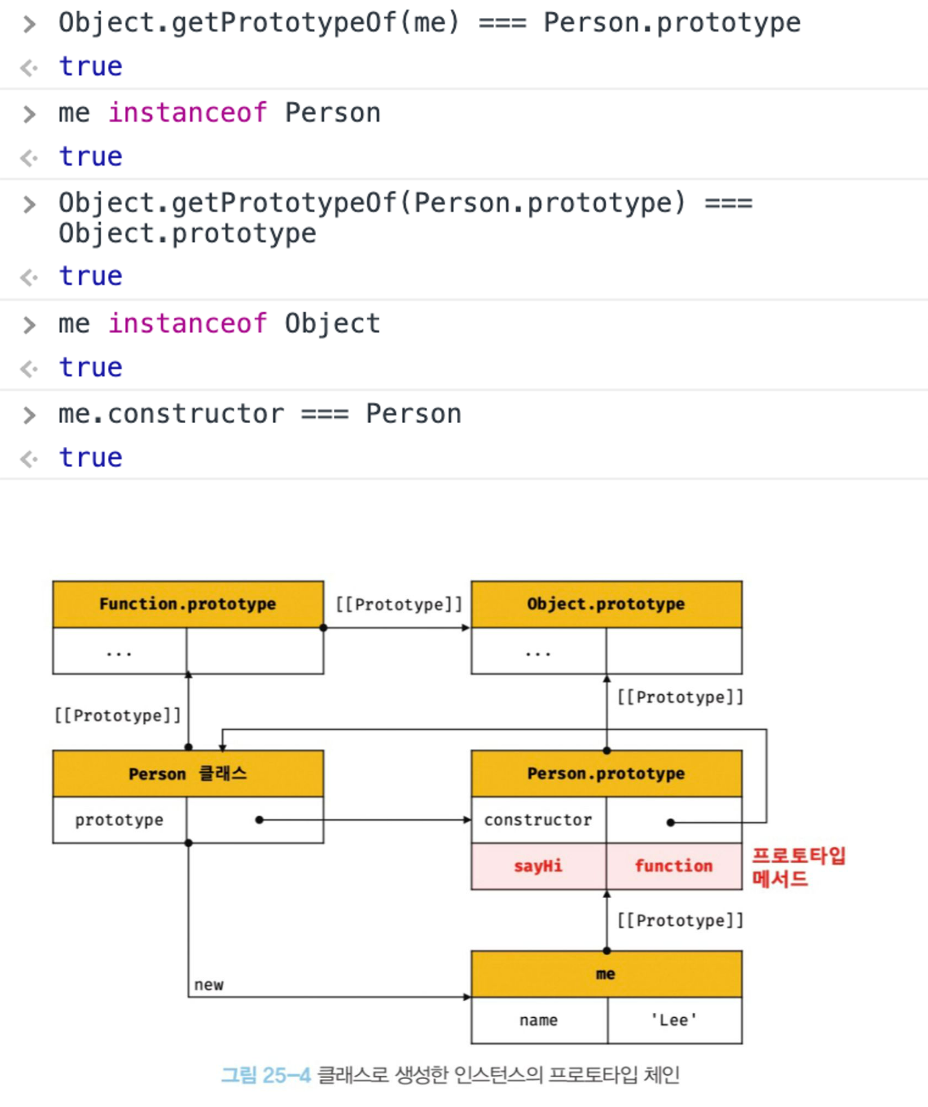 > Object.getPrototypeOf(me) === Person.prototype
<· true
> me instanceof Person
<· true
> Object.getPrototypeOf(Person.prototype) ===
Object.prototype
<· true
> me instanceof Object
<· true
> me.constructor === Person
<· true
Function.prototype
[[Prototype]]
Object.prototype
...
...
[[Prototype]]
[[Prototype]]
Person 클래스
Person.prototype
prototype
constructor
sayHi
function
프로토타입
메서드
[[Prototype]]
me
new
name
'Lee'
그림 25-4 클래스로 생성한 인스턴스의 프로토타입 체인